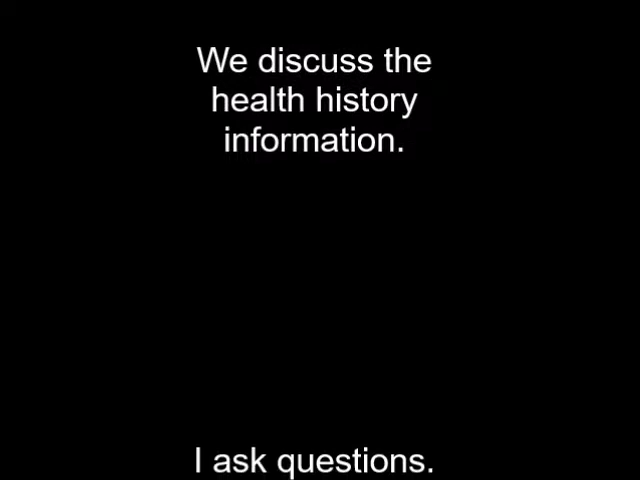 We discuss the
health history
information.
I ask questions.